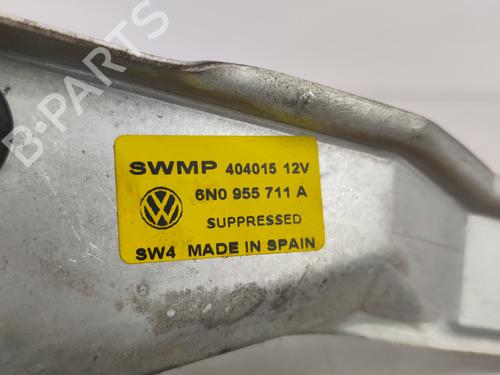 B-PARTS
SWMP 404015 12V
6N0 955 711 A
SUPPRESSED
SW4 MADE IN SPAIN